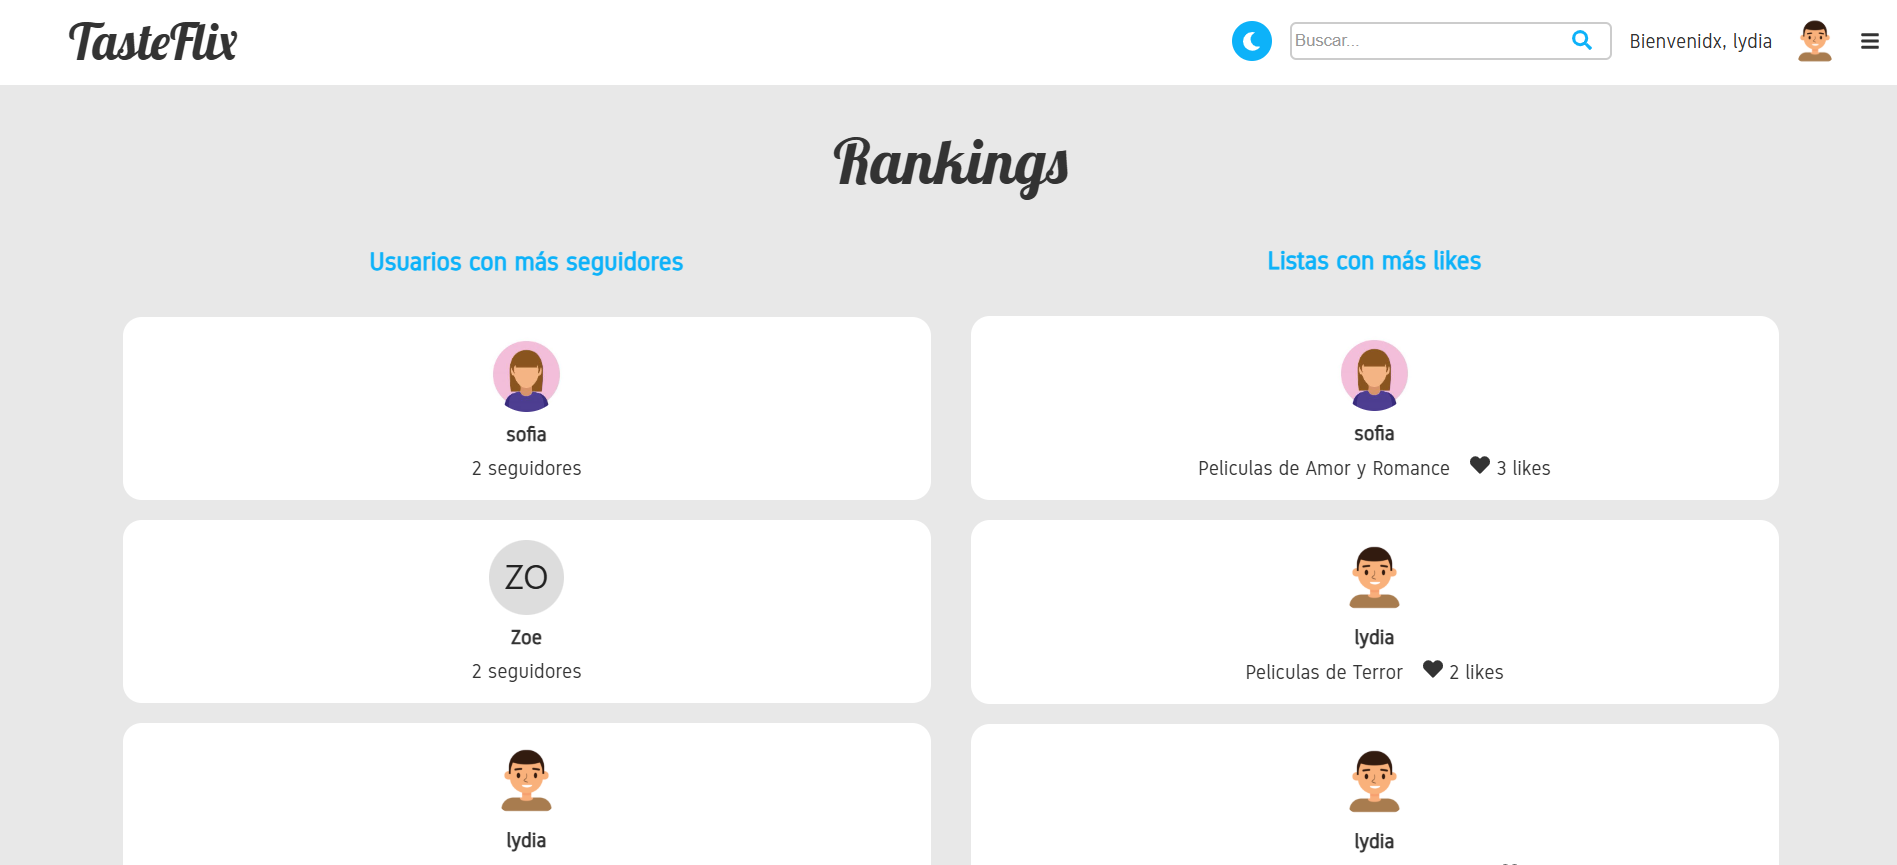 TasteFlix
Buscar...
Bienvenidx, lydia
Rankings
Usuarios con más seguidores
sofia
2 seguidores
ZO
Zoe
2 seguidores
lydia
Listas con más likes
sofia
Peliculas de Amor y Romance 3 likes
lydia
Peliculas de Terror 2 likes
lydia